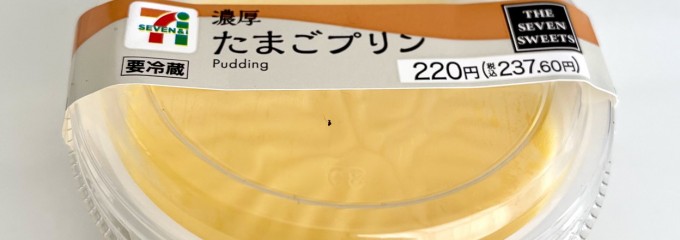 SEVEN&i
濃厚
たまごプリン
Pudding
要冷蔵
THE
SEVEN
SWEETS
220円(税込237.60円)